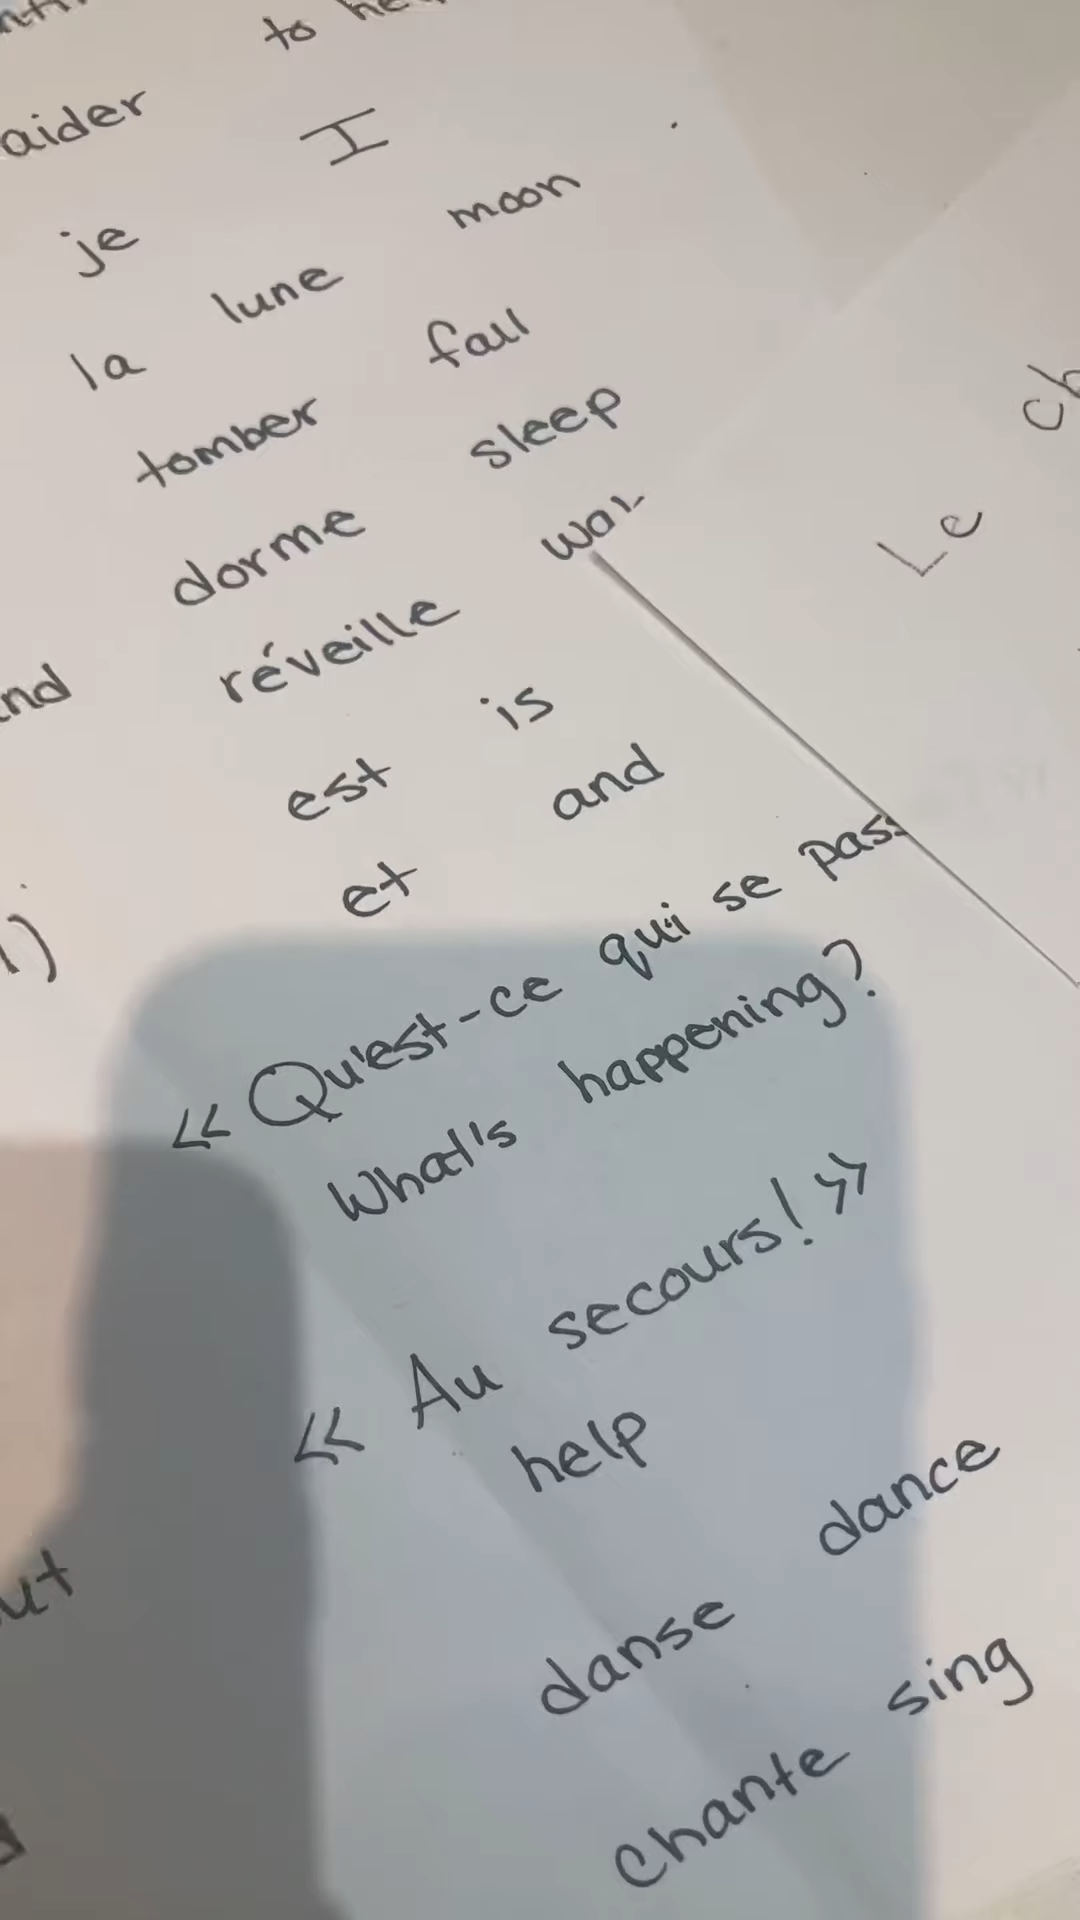 aider to
je I
la lune moon
tomber fall
dorme sleep
réveille
est is
et and
« Qu'est-ce qui se
What's happening?
« Au secours! »
help
danse dance
chante sing
Le